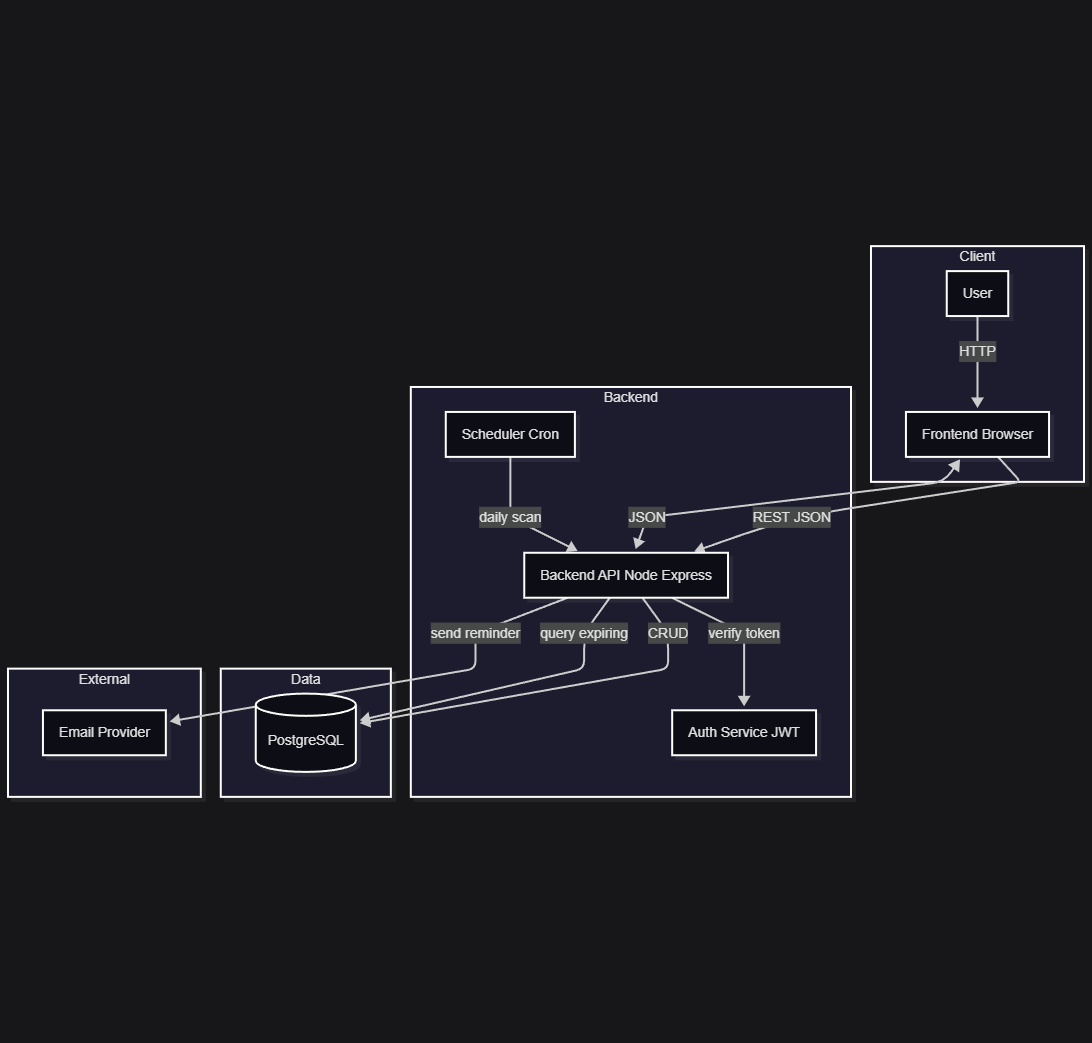 Client
User
HTTP
Frontend Browser
Backend
Scheduler Cron
daily scan
JSON
REST JSON
Backend API Node Express
send reminder
query expiring
CRUD
verify token
External
Email Provider
Data
PostgreSQL
Auth Service JWT